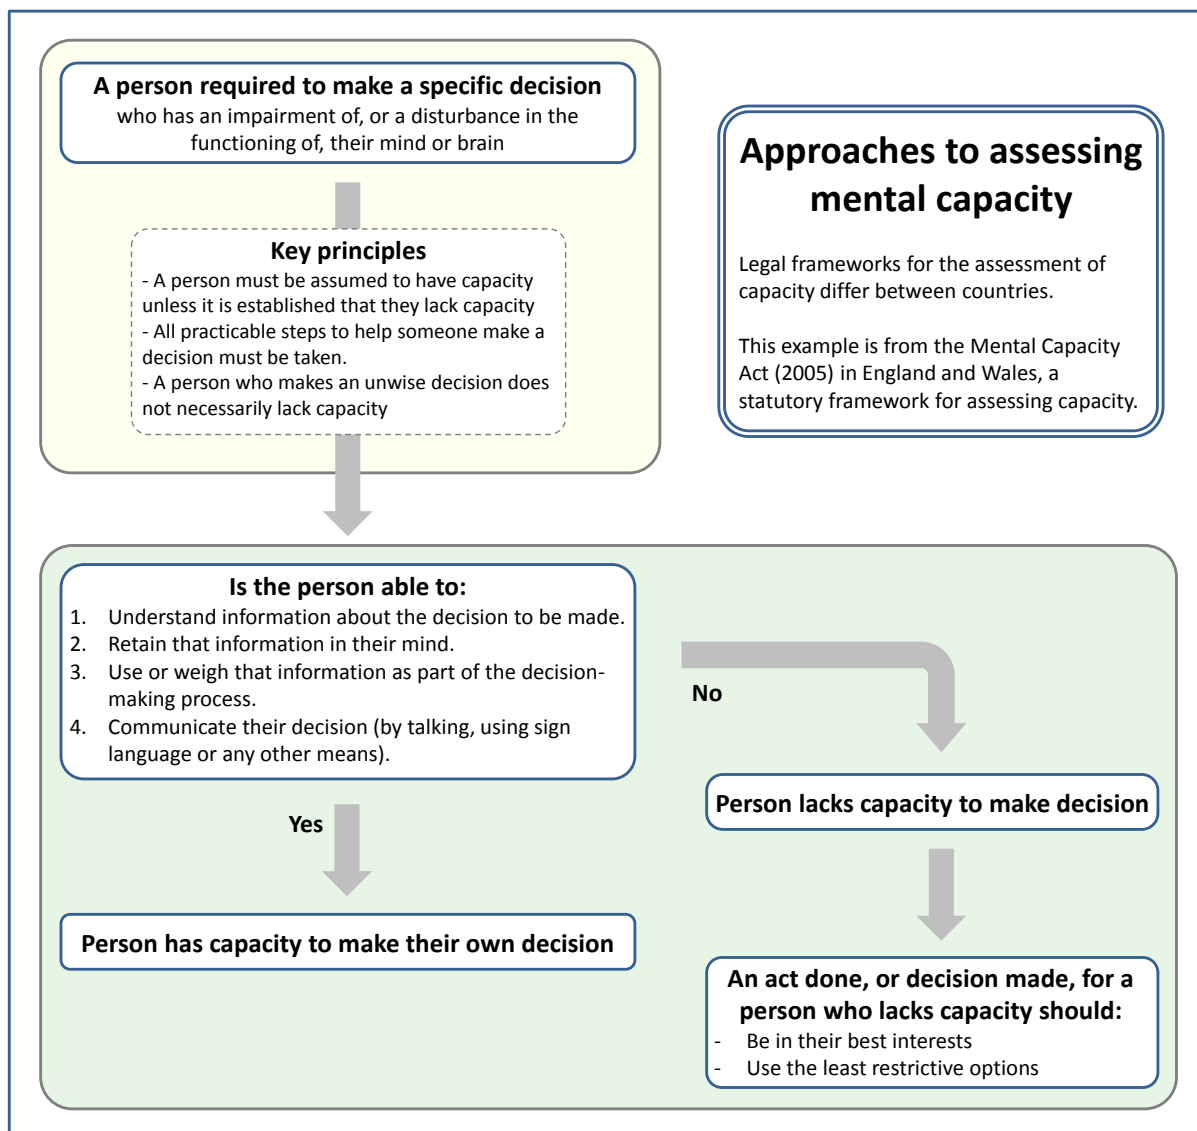 A person required to make a specific decision
who has an impairment of, or a disturbance in the
functioning of, their mind or brain
Key principles
- A person must be assumed to have capacity
unless it is established that they lack capacity
- All practicable steps to help someone make a
decision must be taken.
- A person who makes an unwise decision does
not necessarily lack capacity
Approaches to assessing
mental capacity
Legal frameworks for the assessment of
capacity differ between countries.
This example is from the Mental Capacity
Act (2005) in England and Wales, a
statutory framework for assessing capacity.
Is the person able to:
1. Understand information about the decision to be made.
2. Retain that information in their mind.
3. Use or weigh that information as part of the decision-
making process.
4. Communicate their decision (by talking, using sign
language or any other means).
No
Yes
Person lacks capacity to make decision
Person has capacity to make their own decision
An act done, or decision made, for a
person who lacks capacity should:
- Be in their best interests
- Use the least restrictive options